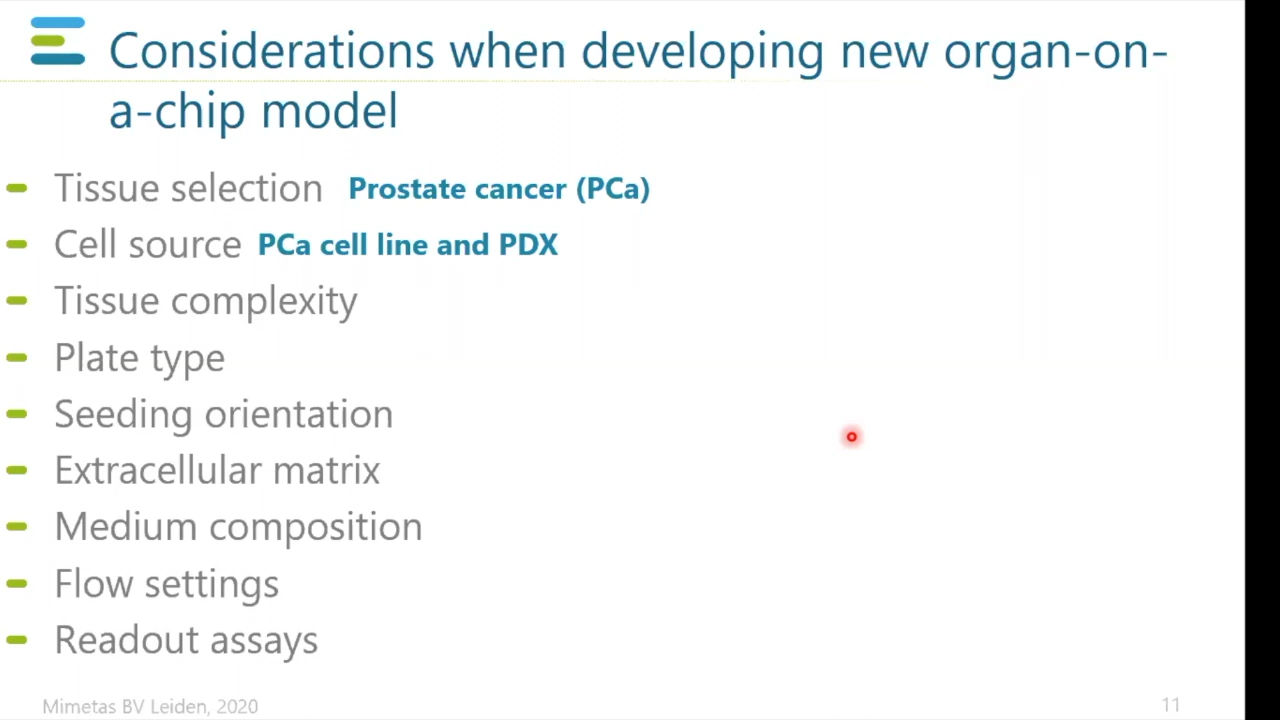 Considerations when developing new organ-on-
a-chip model
Tissue selection Prostate cancer (PCa)
Cell source PCa cell line and PDX
Tissue complexity
Plate type
Seeding orientation
Extracellular matrix
Medium composition
Flow settings
Readout assays
Mimetas BV Leiden, 2020 11